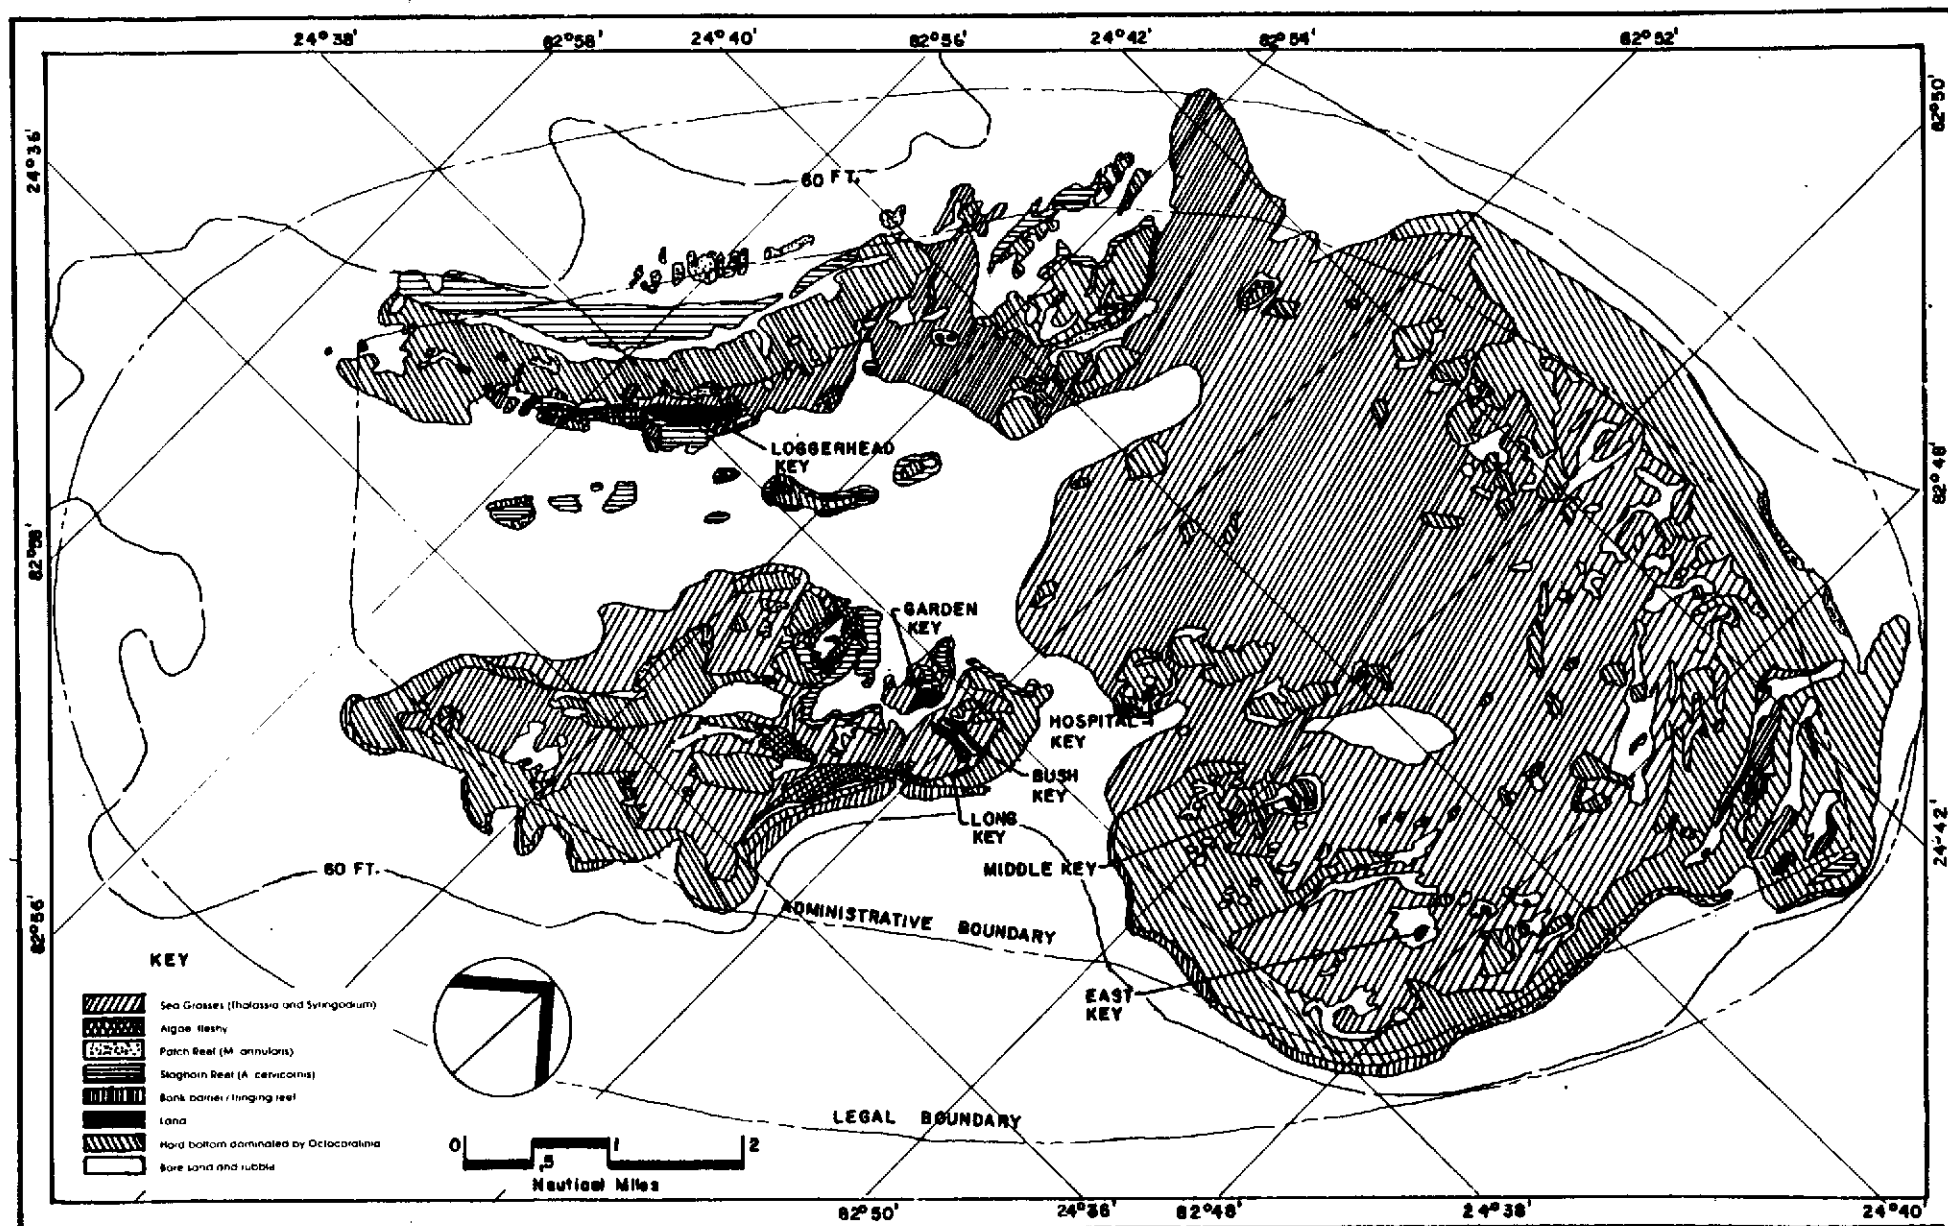 24°38'
82°58'
24°40'
82°56'
24°42'
82°54'
82°52'
82°50'
24°36'
60 FT.
LOGGERHEAD
KEY
82°48'
82°58'
GARDEN
KEY
HOSPITAL
KEY
BUSH
KEY
LONG
KEY
MIDDLE KEY
24°42'
60 FT.
82°56'
ADMINISTRATIVE BOUNDARY
EAST
KEY
KEY
Sea Grasses (Thalassia and Syringodium)
Algae, fleshy
Patch Reef (M. annularis)
Staghorn Reef (A. cervicornis)
Bank barrier / fringing reef
Land
Hard bottom dominated by Octocorallnia
Bare sand and rubble
LEGAL BOUNDARY
0 .5 1 2
Nautical Miles
82°50'
24°36'
82°48'
24°38'
24°40'